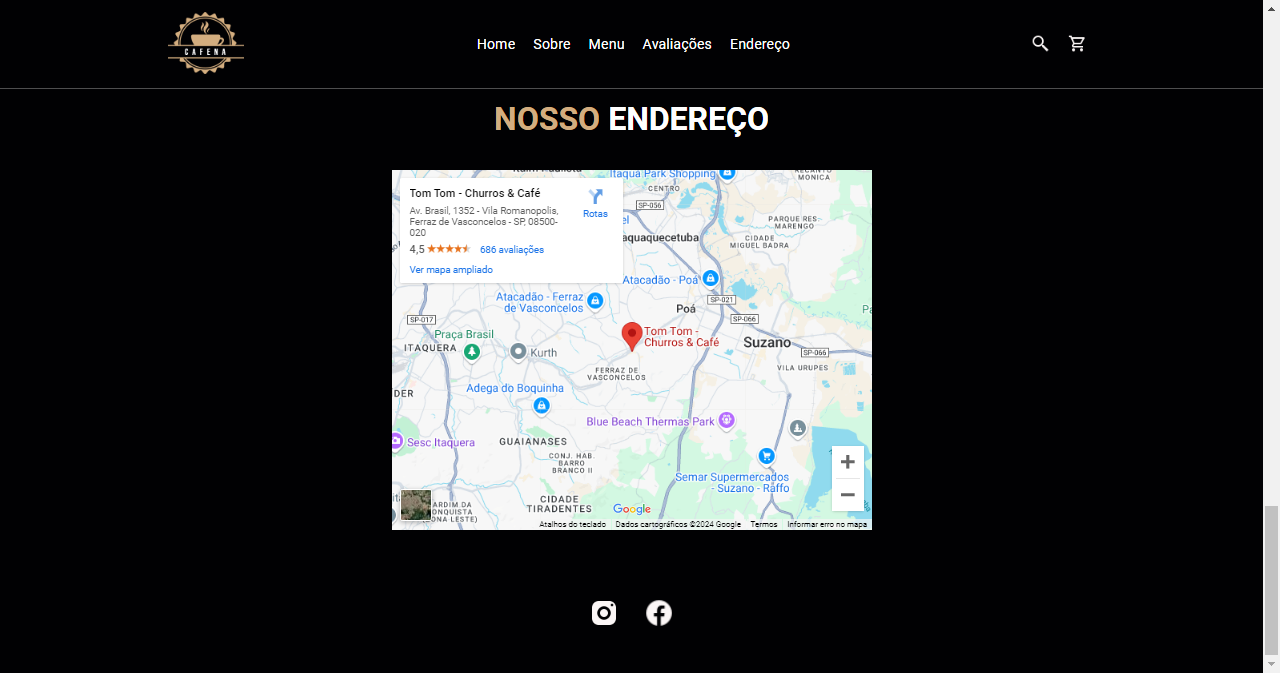 CAFENA
Home Sobre Menu Avaliações Endereço
NOSSO ENDEREÇO
Itaquá Park Shopping
MONICA
CENTRO
SP-056
PARQUE RES.
MARENGO
Tom Tom - Churros & Café
Av. Brasil, 1352 - Vila Romanopolis,
Ferraz de Vasconcelos - SP, 08500-
020
Rotas
4,5
686 avaliações
Ver mapa ampliado
aquaquecetuba
CIDADE
MIGUEL BADRA
Atacadão - Poá
Atacadão - Ferraz
de Vasconcelos
SP-021
Poá
SP-066
SP-017
Praça Brasil
ITAQUERA
Kurth
Tom Tom -
Churros & Café
Suzano
SP-066
VILA URUPES
FERRAZ DE
VASCONCELOS
Adega do Boquinha
DER
Blue Beach Thermas Park
Sesc Itaquera
GUAIANASES
CONJ. HAB.
BARRO
BRANCO II
Semar Supermercados
- Suzano - Raffo
CIDADE
TIRADENTES
JARDIM DA
CONQUISTA
(ZONA LESTE)
Google
Atalhos do teclado Dados cartográficos ©2024 Google Termos Informar erro no mapa